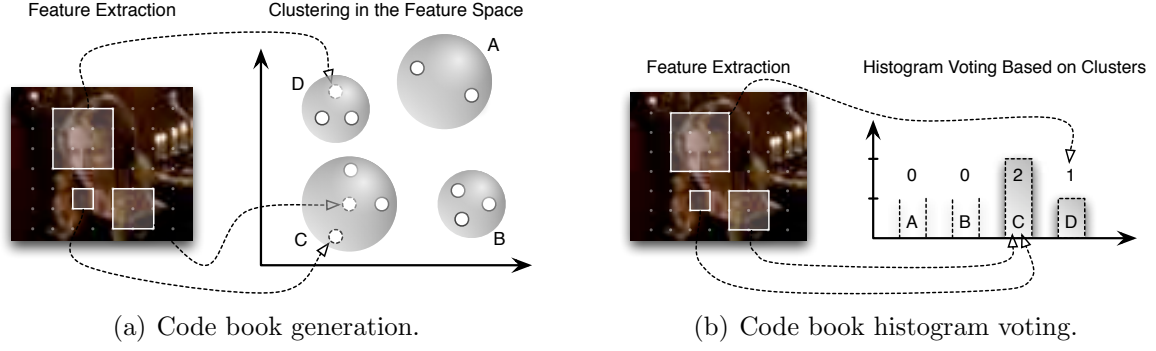 Feature Extraction
Clustering in the Feature Space
A
D
C
B
(a) Code book generation.
Feature Extraction
Histogram Voting Based on Clusters
0 0 2 1
A B C D
(b) Code book histogram voting.